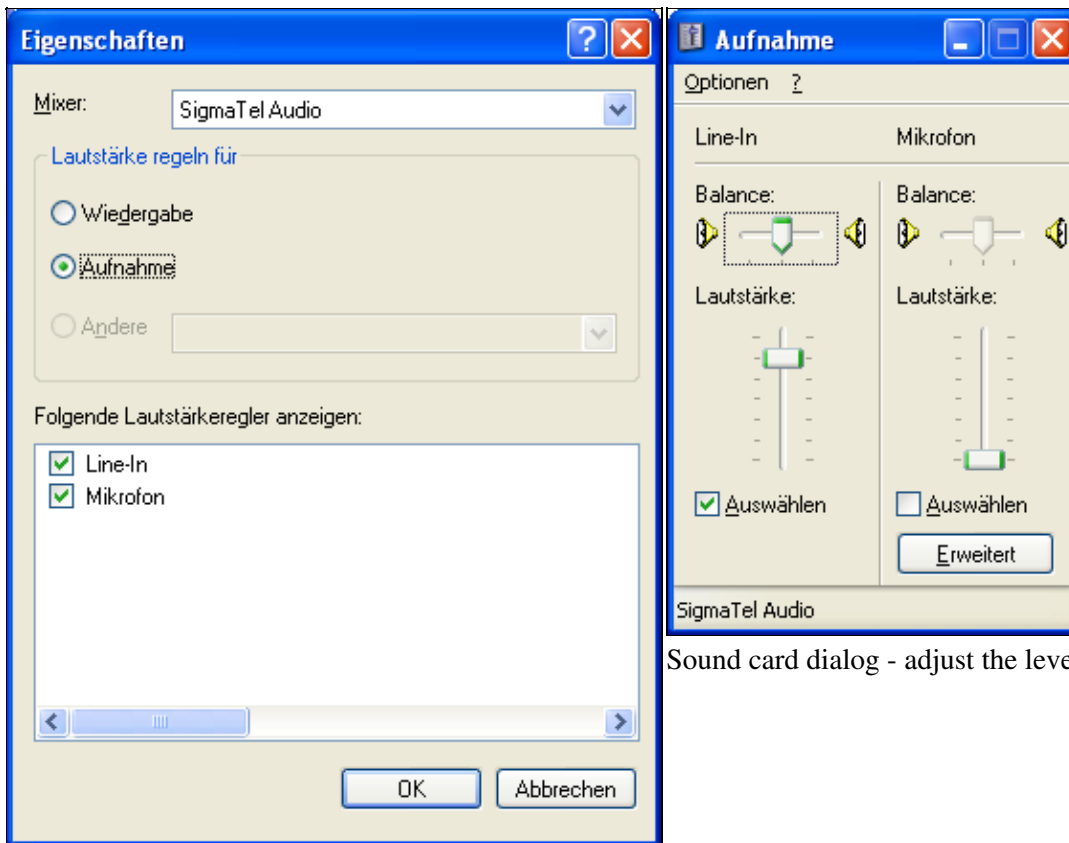 Eigenschaften
Mixer:
SigmaTel Audio
Lautstärke regeln für
Wiedergabe
Aufnahme
Andere
Folgende Lautstärkeregler anzeigen:
Line-In
Mikrofon
OK Abbrechen
Aufnahme
Optionen ?
Line-In Mikrofon
Balance: Balance:
Lautstärke: Lautstärke:
Auswählen Auswählen
Erweitert
SigmaTel Audio
Sound card dialog - adjust the leve